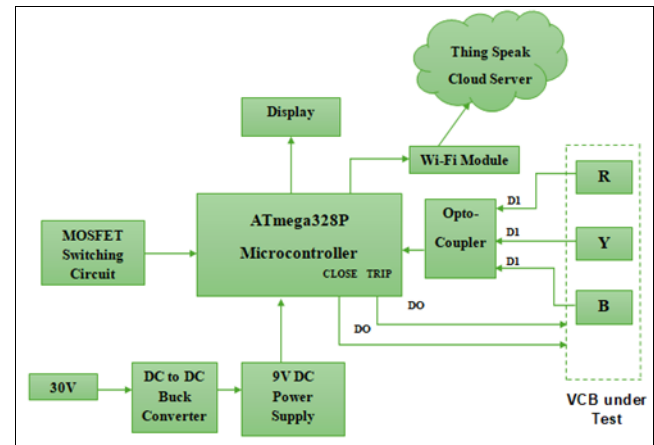 Thing Speak
Cloud Server
Display
Wi-Fi Module
R
D1
ATmega328P
Microcontroller
CLOSE TRIP
Opto-
Coupler
D1
Y
MOSFET
Switching
Circuit
D1
B
DO
DO
30V
DC to DC
Buck
Converter
9V DC
Power
Supply
VCB under
Test